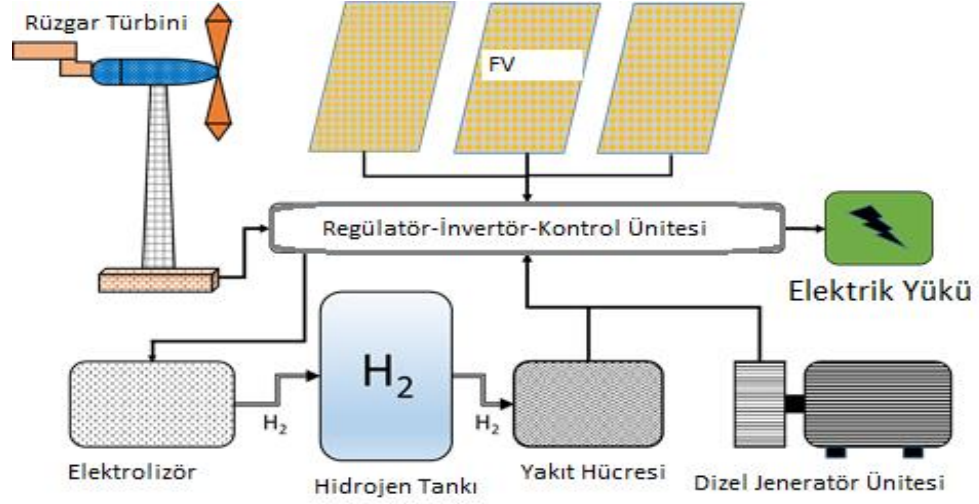 Rüzgar Türbini
FV
Regülatör-İnvertör-Kontrol Ünitesi
Elektrik Yükü
H₂
H₂
H₂
Elektrolizör
Hidrojen Tankı
Yakıt Hücresi
Dizel Jeneratör Ünitesi